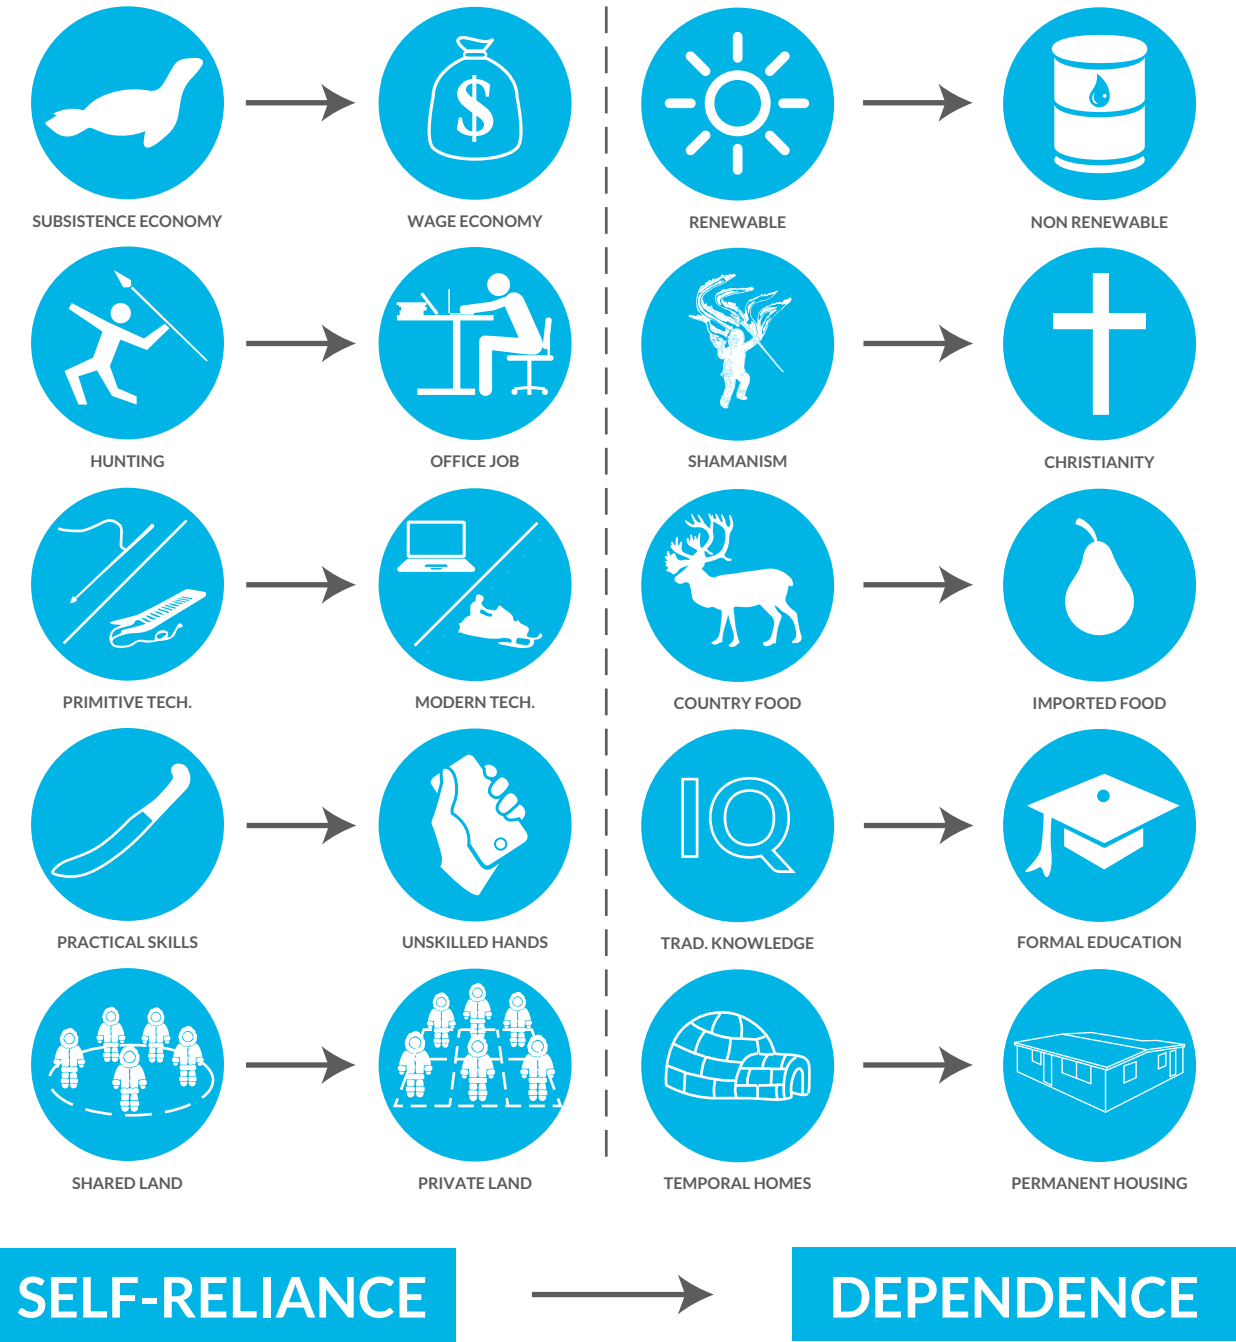 $
SUBSISTENCE ECONOMY
WAGE ECONOMY
RENEWABLE
NON RENEWABLE
HUNTING
OFFICE JOB
SHAMANISM
CHRISTIANITY
PRIMITIVE TECH.
MODERN TECH.
COUNTRY FOOD
IMPORTED FOOD
IQ
PRACTICAL SKILLS
UNSKILLED HANDS
TRAD. KNOWLEDGE
FORMAL EDUCATION
SHARED LAND
PRIVATE LAND
TEMPORAL HOMES
PERMANENT HOUSING
SELF-RELIANCE
DEPENDENCE